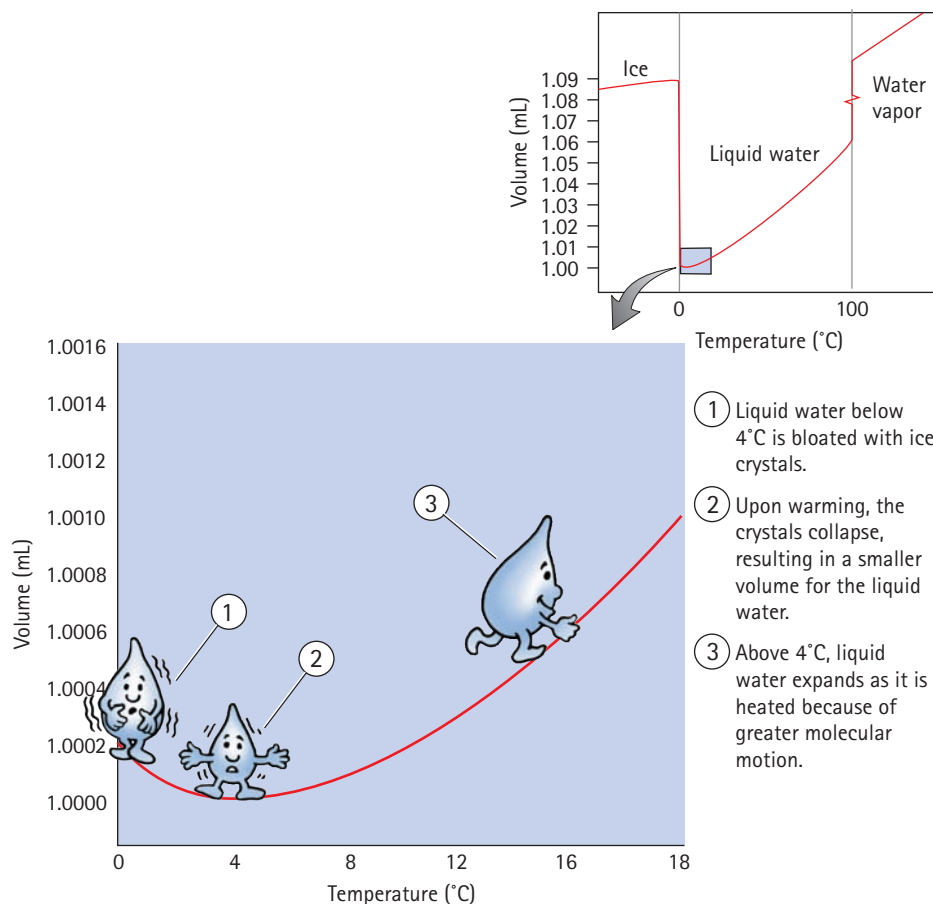 Ice
Water
vapor
Liquid water
1.09
1.08
1.07
1.06
1.05
1.04
1.03
1.02
1.01
1.00
Volume (mL)
0
100
Temperature (˚C)
1.0016
1.0014
1.0012
1.0010
1.0008
1.0006
1.0004
1.0002
1.0000
Volume (mL)
1
2
3
0
4
8
12
16
18
Temperature (˚C)
1 Liquid water below
4˚C is bloated with ice
crystals.
2 Upon warming, the
crystals collapse,
resulting in a smaller
volume for the liquid
water.
3 Above 4˚C, liquid
water expands as it is
heated because of
greater molecular
motion.